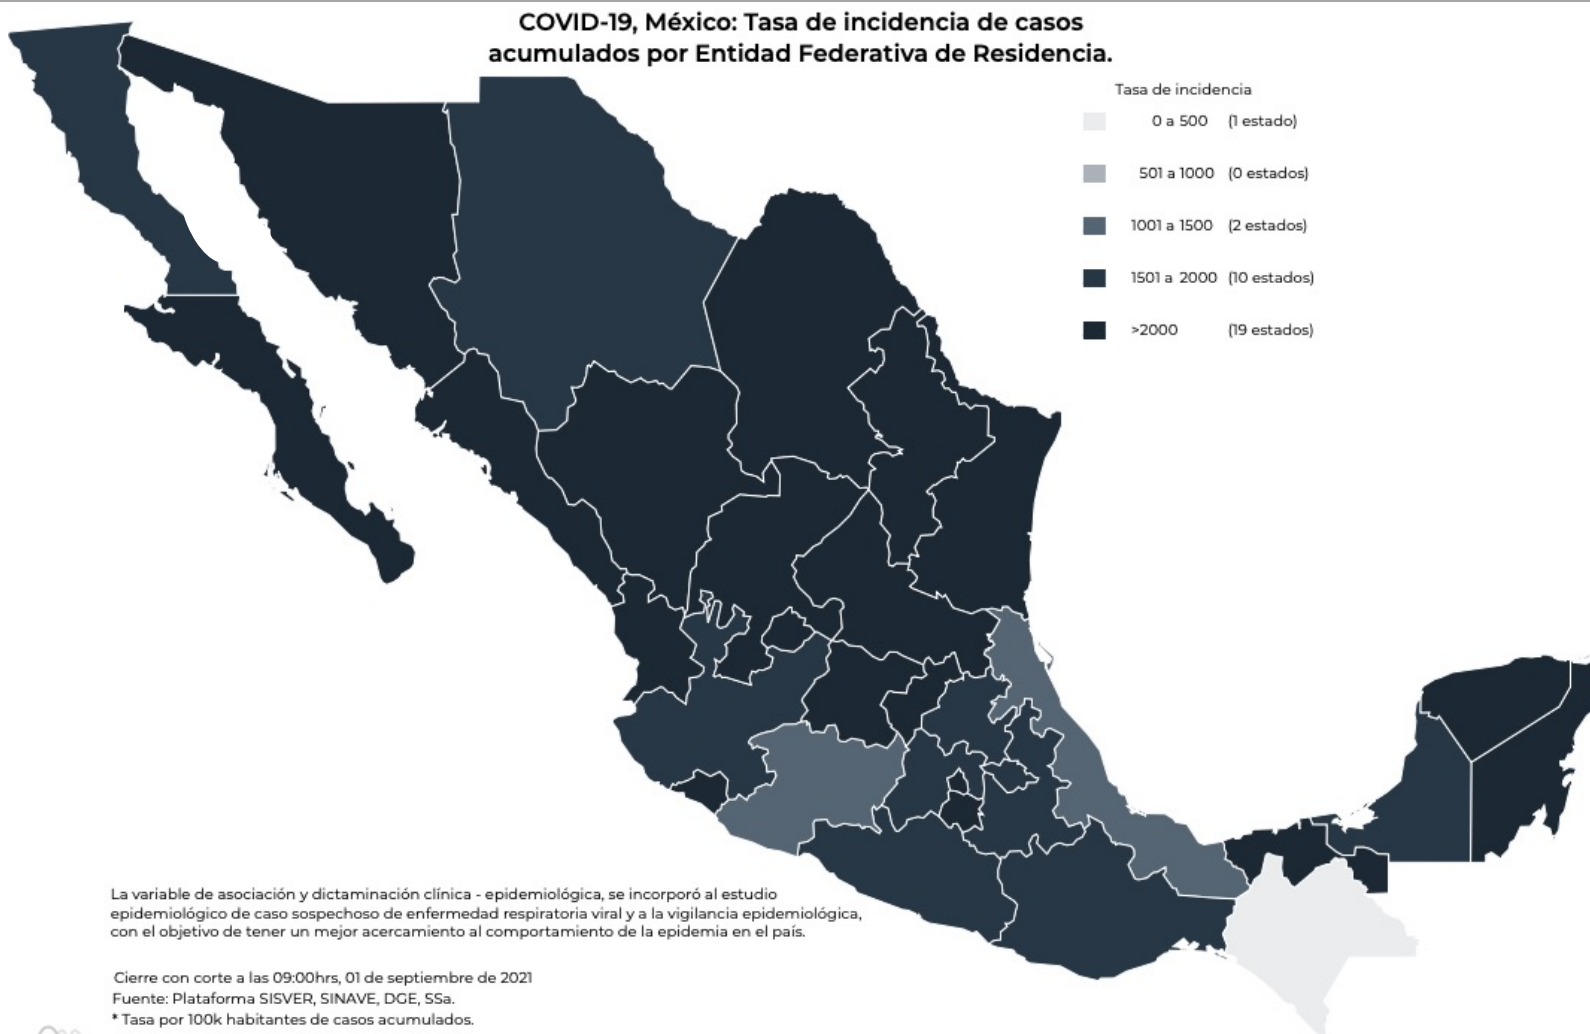 COVID-19, México: Tasa de incidencia de casos
acumulados por Entidad Federativa de Residencia.
Tasa de incidencia
0 a 500 (1 estado)
501 a 1000 (0 estados)
1001 a 1500 (2 estados)
1501 a 2000 (10 estados)
>2000 (19 estados)
La variable de asociación y dictaminación clínica - epidemiológica, se incorporó al estudio
epidemiológico de caso sospechoso de enfermedad respiratoria viral y a la vigilancia epidemiológica,
con el objetivo de tener un mejor acercamiento al comportamiento de la epidemia en el país.
Cierre con corte a las 09:00hrs, 01 de septiembre de 2021
Fuente: Plataforma SISVER, SINAVE, DGE, SSa.
* Tasa por 100k habitantes de casos acumulados.